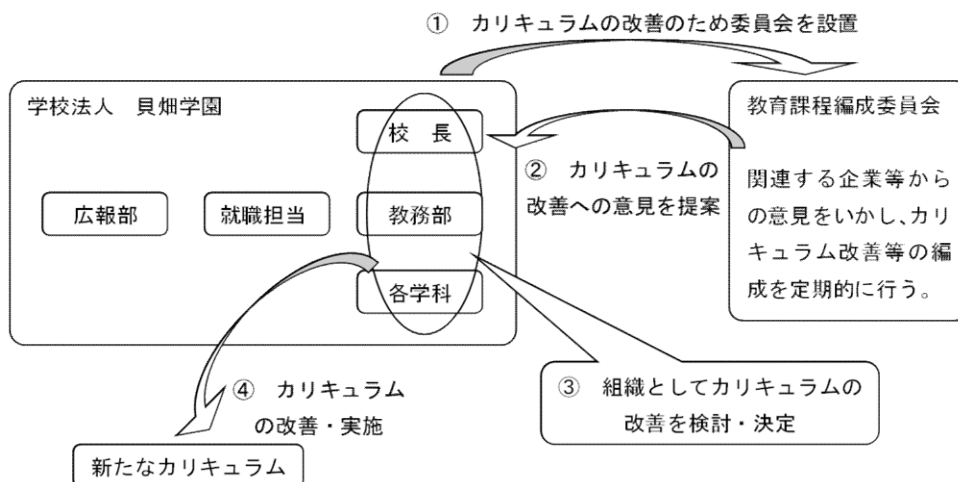 ① カリキュラムの改善のため委員会を設置
学校法人 貝畑学園
校 長
広報部
就職担当
教務部
各学科
② カリキュラムの
改善への意見を提案
教育課程編成委員会
関連する企業等から
の意見をいかし、カリ
キュラム改善等の編
成を定期的に行う。
③ 組織としてカリキュラムの
改善を検討・決定
④ カリキュラム
の改善・実施
新たなカリキュラム